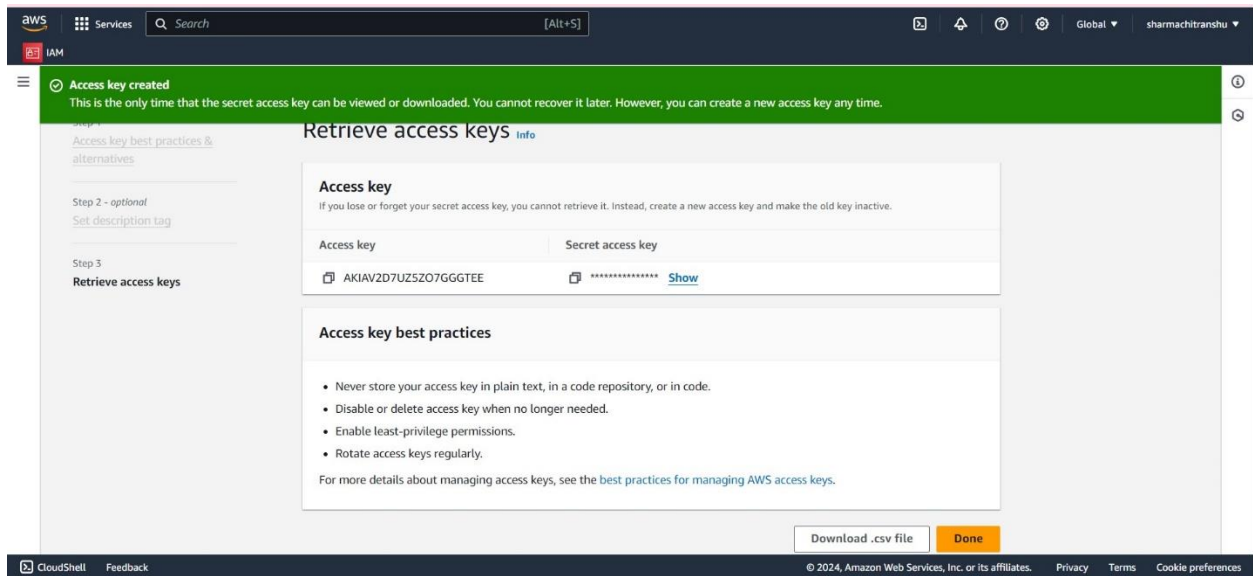 aws
Services
Search
[Alt+S]
Global
sharmachitranshu
IAM
Access key created
This is the only time that the secret access key can be viewed or downloaded. You cannot recover it later. However, you can create a new access key any time.
Step 1
Access key best practices &
alternatives
Step 2 - optional
Set description tag
Step 3
Retrieve access keys
Retrieve access keys Info
Access key
If you lose or forget your secret access key, you cannot retrieve it. Instead, create a new access key and make the old key inactive.
Access key Secret access key
AKIAV2D7UZ5ZO7GGGTEE *************** Show
Access key best practices
• Never store your access key in plain text, in a code repository, or in code.
• Disable or delete access key when no longer needed.
• Enable least-privilege permissions.
• Rotate access keys regularly.
For more details about managing access keys, see the best practices for managing AWS access keys.
Download .csv file Done
CloudShell Feedback © 2024, Amazon Web Services, Inc. or its affiliates. Privacy Terms Cookie preferences